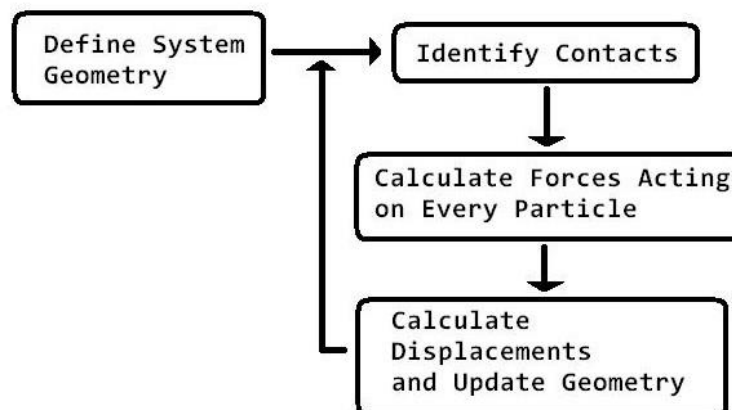 Define System
Geometry
Identify Contacts
Calculate Forces Acting
on Every Particle
Calculate
Displacements
and Update Geometry